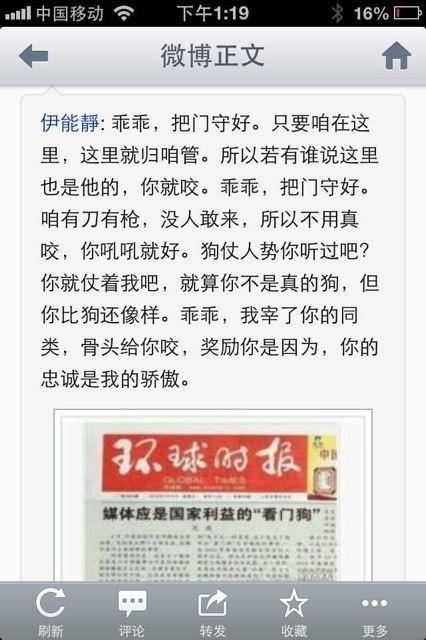 中国移动
下午1:19
16%
微博正文
伊能靜: 乖乖，把门守好。只要咱在这
里，这里就归咱管。所以若有谁说这里
也是他的，你就咬。乖乖，把门守好。
咱有刀有枪，没人敢来，所以不用真
咬，你吼吼就好。狗仗人势你听过吧?
你就仗着我吧，就算你不是真的狗，但
你比狗还像样。乖乖，我宰了你的同
类，骨头给你咬，奖励你是因为，你的
忠诚是我的骄傲。
环球时报
GLOBAL TIMES
中国
媒体应是国家利益的“看门狗”
刷新
评论
转发
收藏
更多